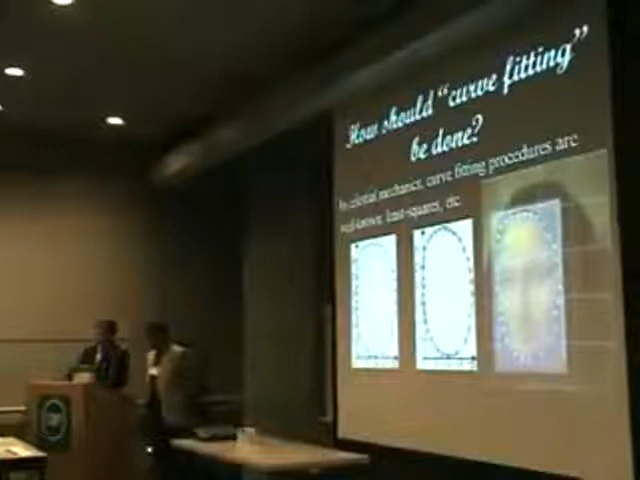 How should "curve fitting"
be done?
In celestial mechanics, curve fitting procedures are
well-known: least-squares, etc.